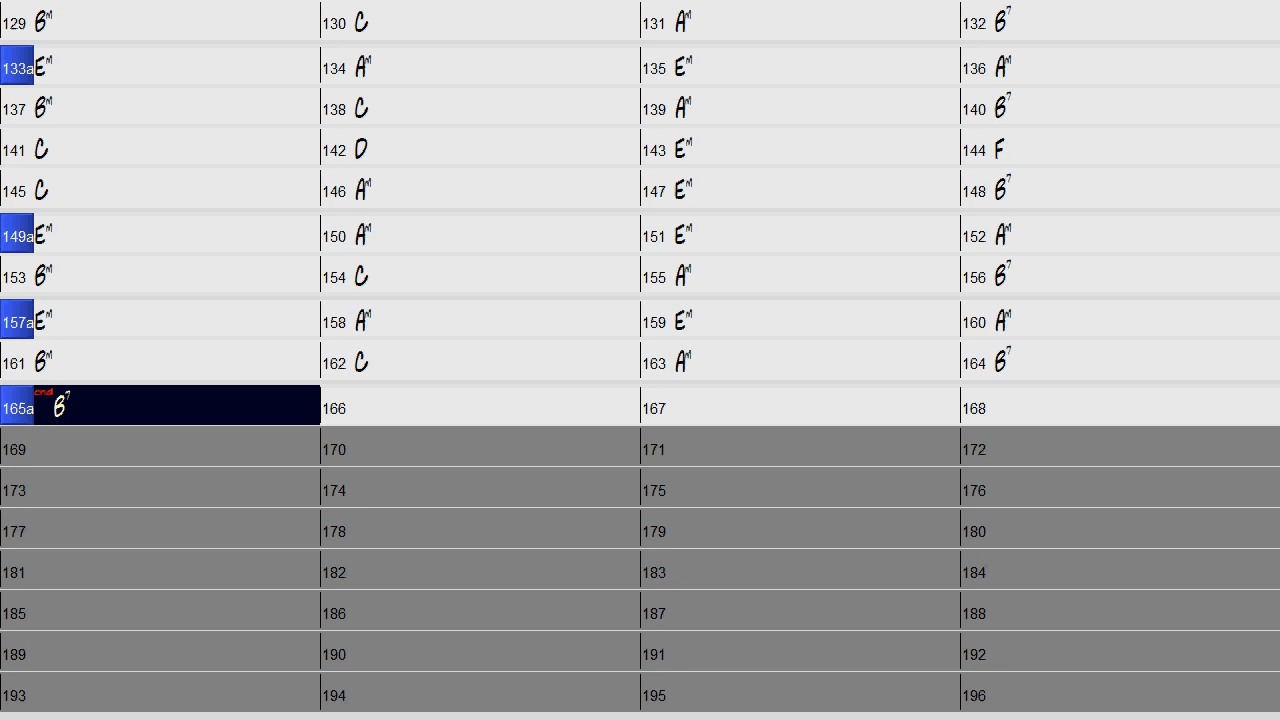 129 Bm 130 C 131 Am 132 B7
133a Em 134 Am 135 Em 136 Am
137 Bm 138 C 139 Am 140 B7
141 C 142 D 143 Em 144 F
145 C 146 Am 147 Em 148 B7
149a Em 150 Am 151 Em 152 Am
153 Bm 154 C 155 Am 156 B7
157a Em 158 Am 159 Em 160 Am
161 Bm 162 C 163 Am 164 B7
165a end B7 166 167 168
169 170 171 172
173 174 175 176
177 178 179 180
181 182 183 184
185 186 187 188
189 190 191 192
193 194 195 196